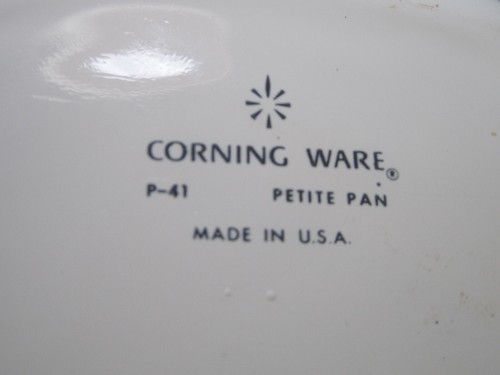 CORNING WARE®
P-41 PETITE PAN
MADE IN U.S.A.